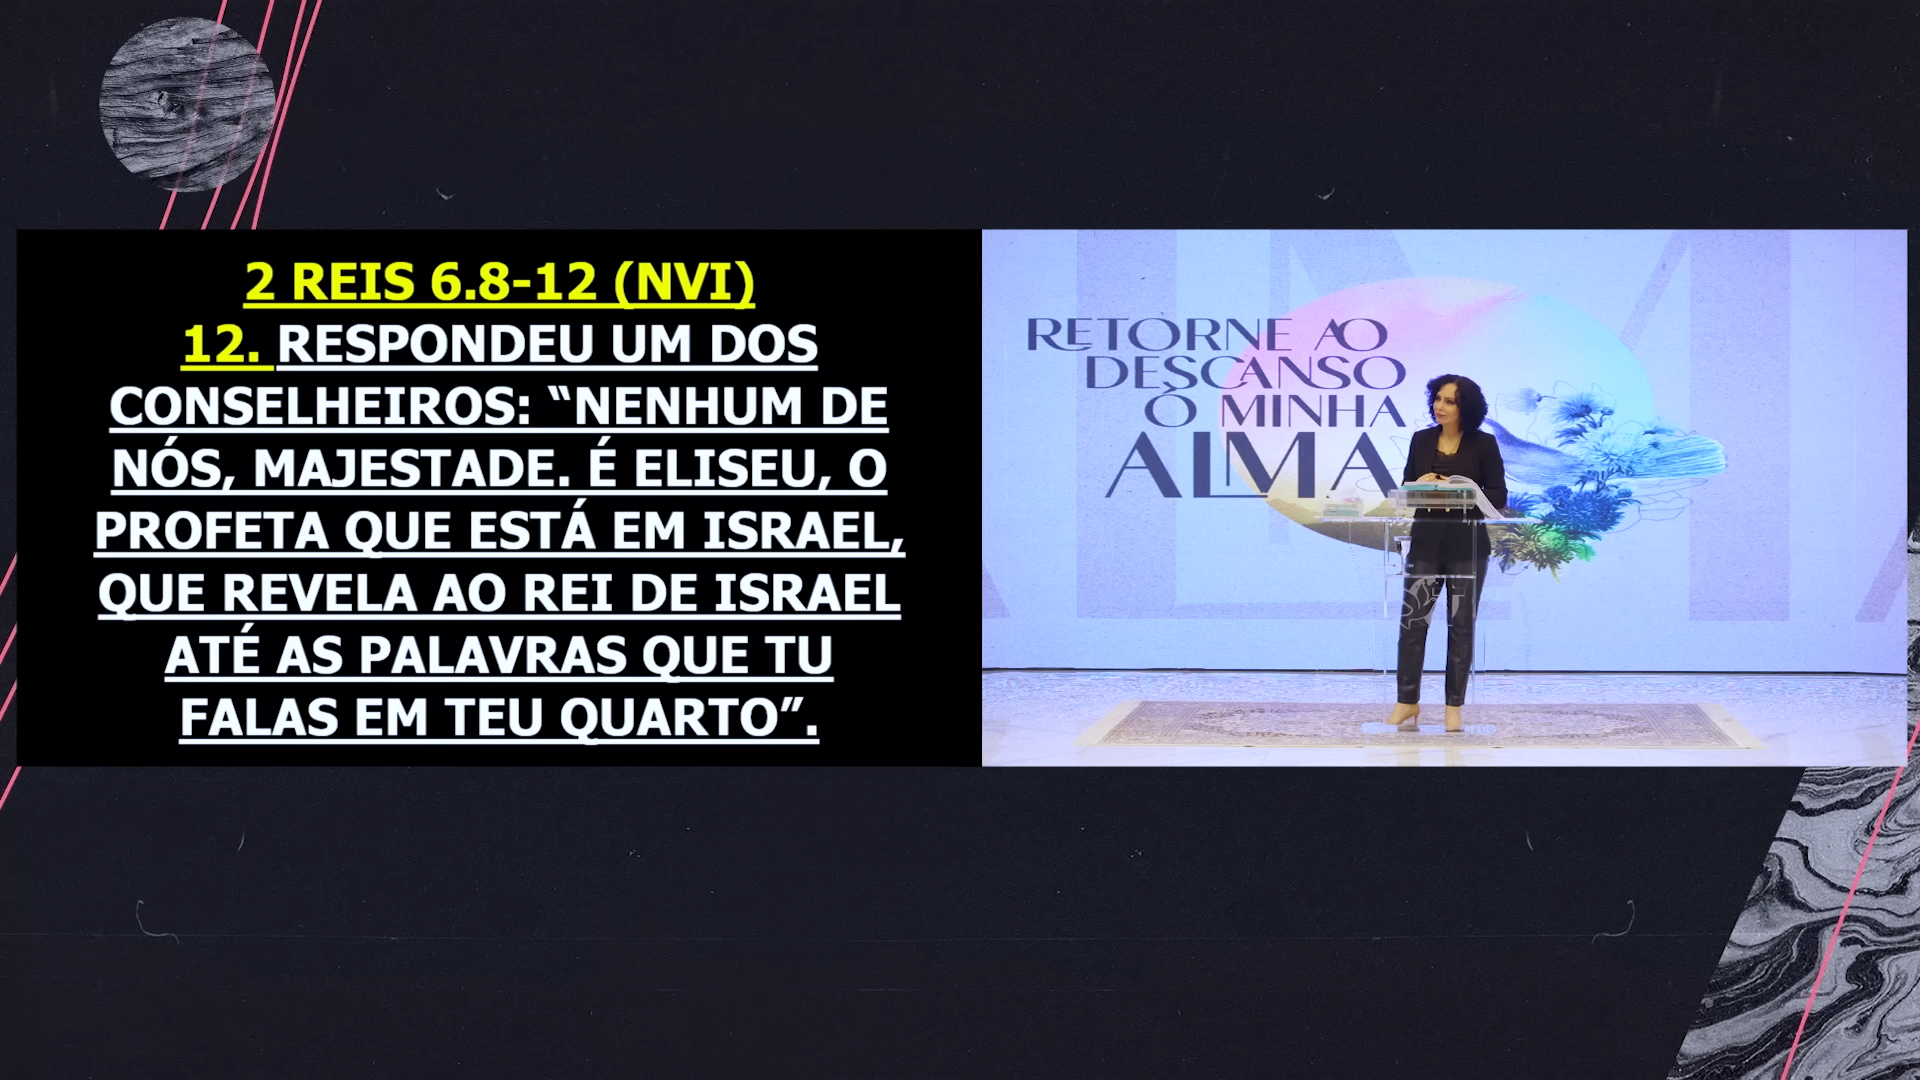 2 REIS 6.8-12 (NVI)
12. RESPONDEU UM DOS
CONSELHEIROS: “NENHUM DE
NÓS, MAJESTADE. É ELISEU, O
PROFETA QUE ESTÁ EM ISRAEL,
QUE REVELA AO REI DE ISRAEL
ATÉ AS PALAVRAS QUE TU
FALAS EM TEU QUARTO”.
RETORNE AO
DESCANSO
Ó MINHA
ALMA